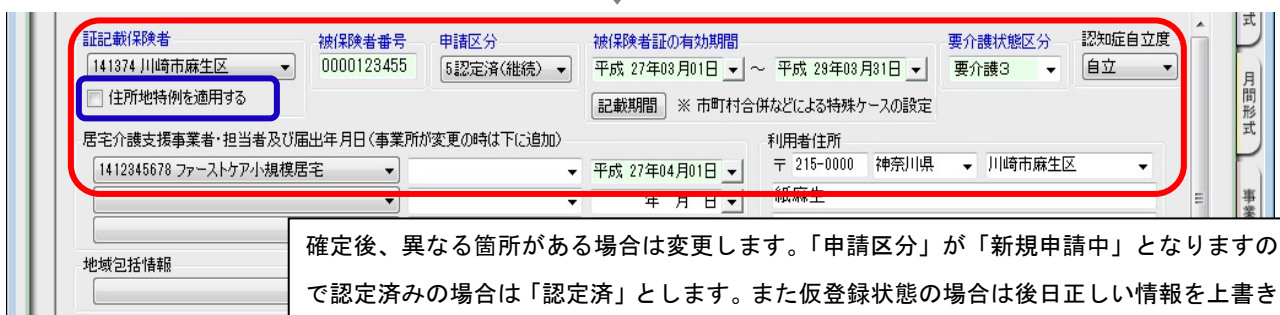 証記載保険者 被保険者番号 申請区分 被保険者証の有効期間 要介護状態区分 認知症自立度
141374 川崎市麻生区 0000123455 5認定済(継続) 平成 27年03月01日 ～ 平成 29年03月31日 要介護3 自立
住所地特例を適用する 記載期間 ※ 市町村合併などによる特殊ケースの設定
居宅介護支援事業者・担当者及び届出年月日(事業所が変更の時は下に追加) 利用者住所
1412345678 ファーストケア小規模居宅 平成 27年04月01日 〒 215-0000 神奈川県 川崎市麻生区
年 月 日 紙麻生
地域包括情報
確定後、異なる箇所がある場合は変更します。「申請区分」が「新規申請中」となりますの
で認定済みの場合は「認定済」とします。また仮登録状態の場合は後日正しい情報を上書き
式
月間形式
事業